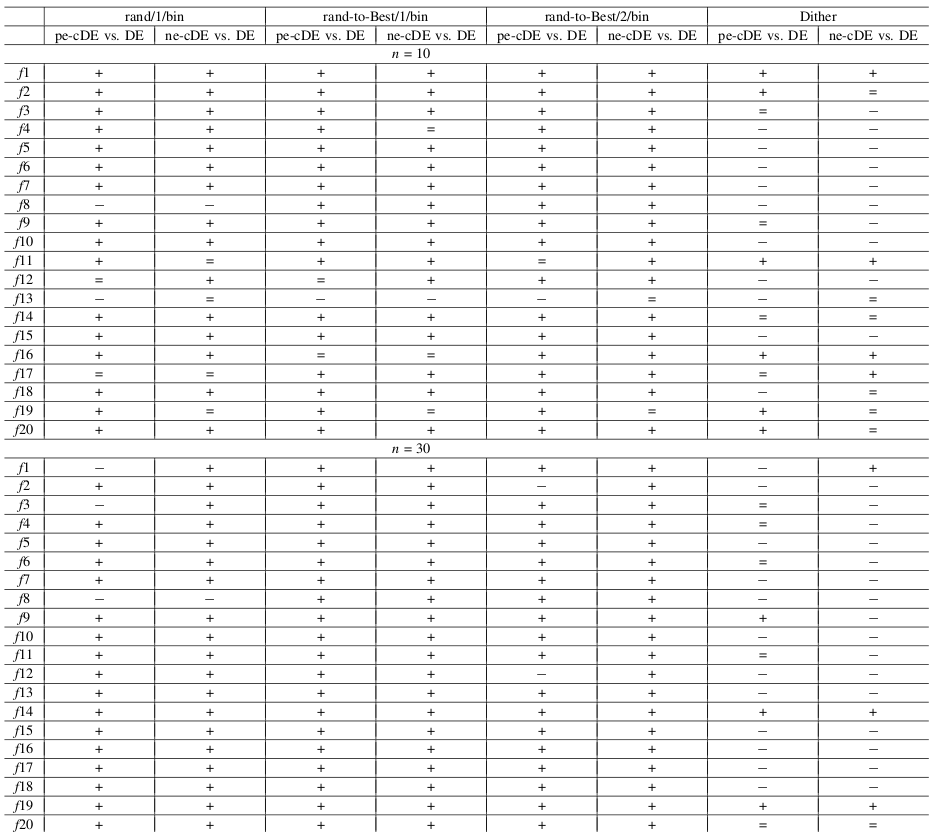 rand/1/bin rand-to-Best/1/bin rand-to-Best/2/bin Dither
pe-cDE vs. DE ne-cDE vs. DE pe-cDE vs. DE ne-cDE vs. DE pe-cDE vs. DE ne-cDE vs. DE pe-cDE vs. DE ne-cDE vs. DE
n = 10
f1 + + + + + + + +
f2 + + + + + + + =
f3 + + + + + + = −
f4 + + + = + + − −
f5 + + + + + + − −
f6 + + + + + + − −
f7 + + + + + + − −
f8 − − + + + + − −
f9 + + + + + + = −
f10 + + + + + + − −
f11 + = + + = + + +
f12 = + = + + + − −
f13 − = − − − = − =
f14 + + + + + + = =
f15 + + + + + + − −
f16 + + = = + + + +
f17 = = + + + + = +
f18 + + + + + + − =
f19 + = + = + = + =
f20 + + + + + + + =
n = 30
f1 − + + + + + − +
f2 + + + + − + − −
f3 − + + + + + = −
f4 + + + + + + = −
f5 + + + + + + − −
f6 + + + + + + = −
f7 + + + + + + − −
f8 − − + + + + − −
f9 + + + + + + + −
f10 + + + + + + − −
f11 + + + + + + = −
f12 + + + + − + − −
f13 + + + + + + − −
f14 + + + + + + + +
f15 + + + + + + − −
f16 + + + + + + − −
f17 + + + + + + − −
f18 + + + + + + − −
f19 + + + + + + + +
f20 + + + + + + = =